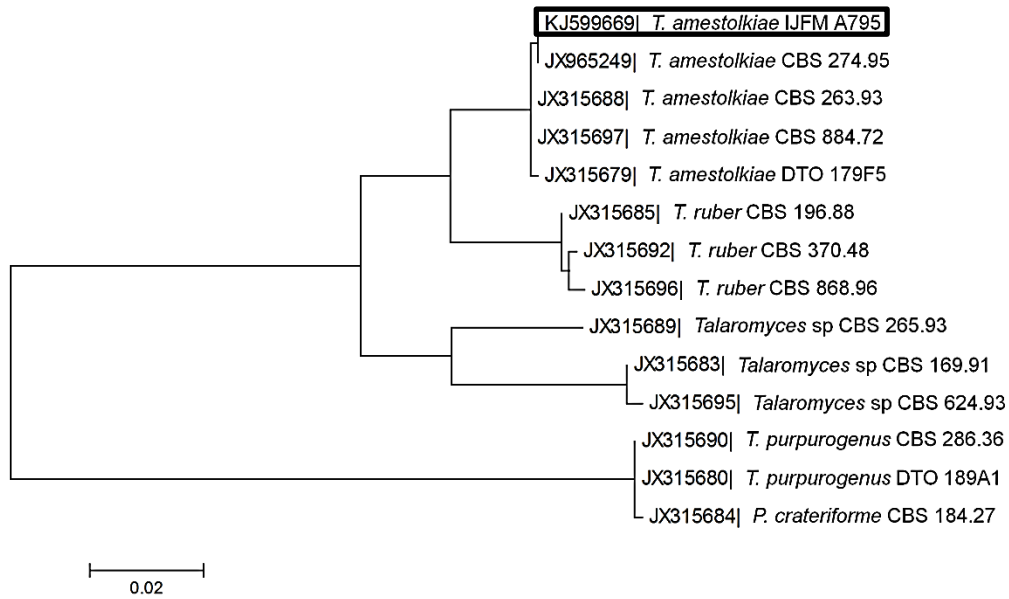 KJ599669| T. amestolkiae IJFM A795
JX965249| T. amestolkiae CBS 274.95
JX315688| T. amestolkiae CBS 263.93
JX315697| T. amestolkiae CBS 884.72
JX315679| T. amestolkiae DTO 179F5
JX315685| T. ruber CBS 196.88
JX315692| T. ruber CBS 370.48
JX315696| T. ruber CBS 868.96
JX315689| Talaromyces sp CBS 265.93
JX315683| Talaromyces sp CBS 169.91
JX315695| Talaromyces sp CBS 624.93
JX315690| T. purpurogenus CBS 286.36
JX315680| T. purpurogenus DTO 189A1
JX315684| P. crateriforme CBS 184.27
0.02